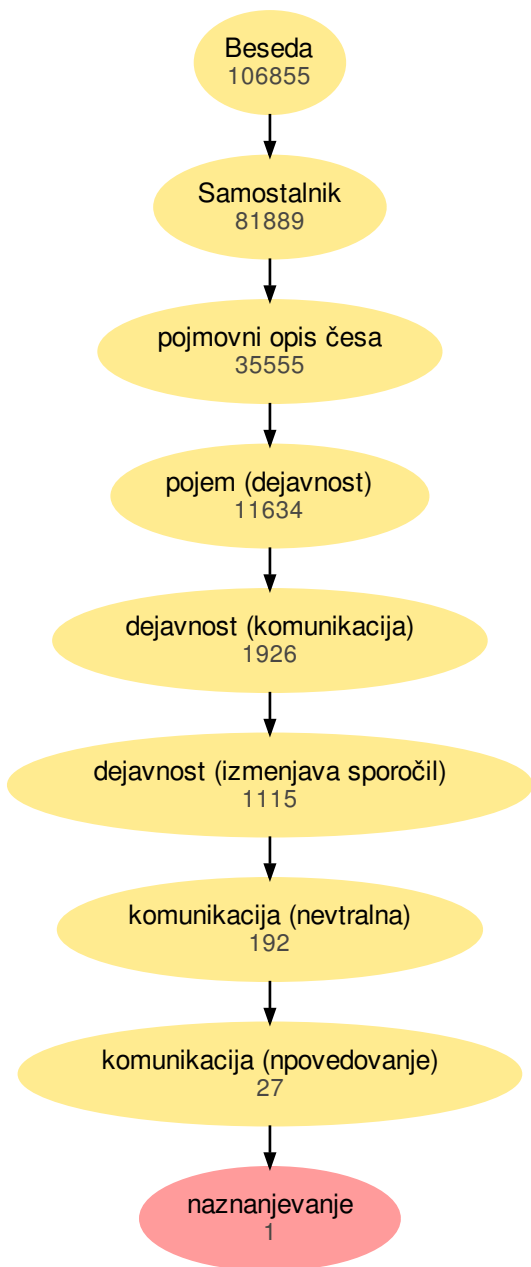 Beseda
106855
Samostalnik
81889
pojmovni opis česa
35555
pojem (dejavnost)
11634
dejavnost (komunikacija)
1926
dejavnost (izmenjava sporočil)
1115
komunikacija (nevtralna)
192
komunikacija (npovedovanje)
27
naznanjevanje
1